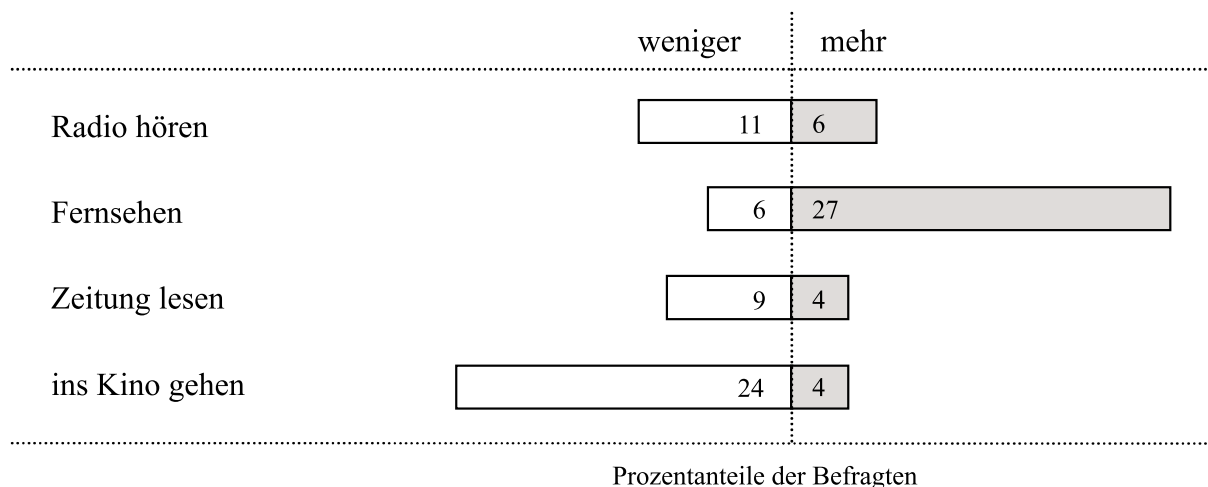 weniger mehr
Radio hören 11 6
Fernsehen 6 27
Zeitung lesen 9 4
ins Kino gehen 24 4
Prozentanteile der Befragten